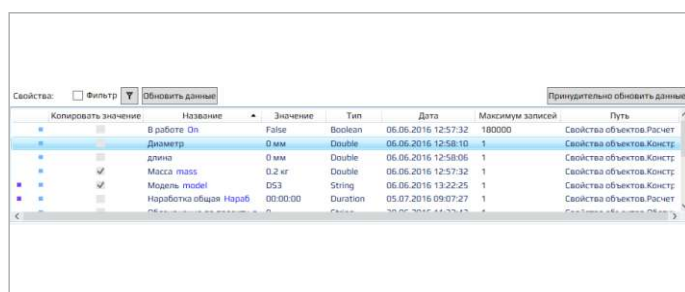 Свойства: Фильтр Обновить данные Принудительно обновить данные
Копировать значение Название Значение Тип Дата Максимум записей Путь
В работе On False Boolean 06.06.2016 12:57:32 180000 Свойства объектов.Расчет
Диаметр 0 мм Double 06.06.2016 12:58:10 1 Свойства объектов.Констр
длина 0 мм Double 06.06.2016 12:58:06 1 Свойства объектов.Констр
Масса mass 0.2 кг Double 06.06.2016 12:57:32 1 Свойства объектов.Констр
Модель model DS3 String 06.06.2016 13:22:25 1 Свойства объектов.Констр
Наработка общая Нараб 00:00:00 Duration 05.07.2016 09:07:27 1 Свойства объектов.Расчет